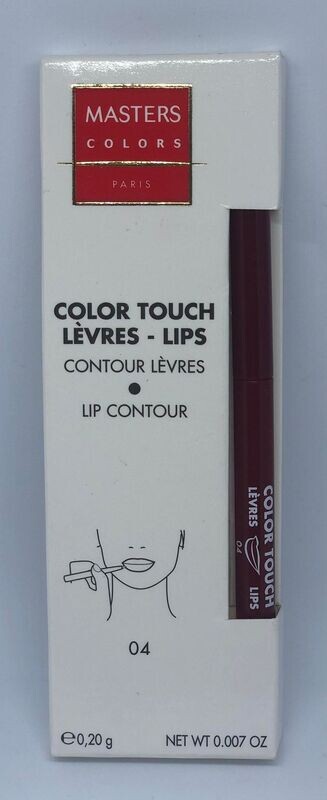 MASTERS
COLORS
PARIS
COLOR TOUCH
LÈVRES - LIPS
CONTOUR LÈVRES
●
LIP CONTOUR
COLOR TOUCH
LÈVRES LIPS
04
04
℮0,20 g NET WT 0.007 OZ